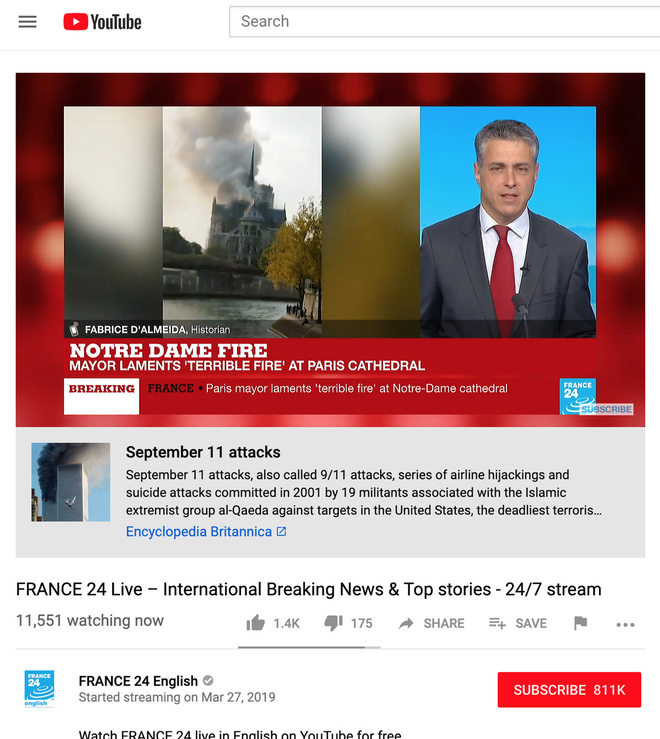 YouTube
Search
FABRICE D'ALMEIDA, Historian
NOTRE DAME FIRE
MAYOR LAMENTS 'TERRIBLE FIRE' AT PARIS CATHEDRAL
BREAKING
FRANCE • Paris mayor laments 'terrible fire' at Notre-Dame cathedral
FRANCE
24
SUBSCRIBE
September 11 attacks
September 11 attacks, also called 9/11 attacks, series of airline hijackings and
suicide attacks committed in 2001 by 19 militants associated with the Islamic
extremist group al-Qaeda against targets in the United States, the deadliest terroris...
Encyclopedia Britannica
FRANCE 24 Live – International Breaking News & Top stories - 24/7 stream
11,551 watching now
1.4K
175
SHARE
SAVE
FRANCE
24
english
FRANCE 24 English
Started streaming on Mar 27, 2019
SUBSCRIBE 811K
Watch FRANCE 24 live in English on YouTube for free